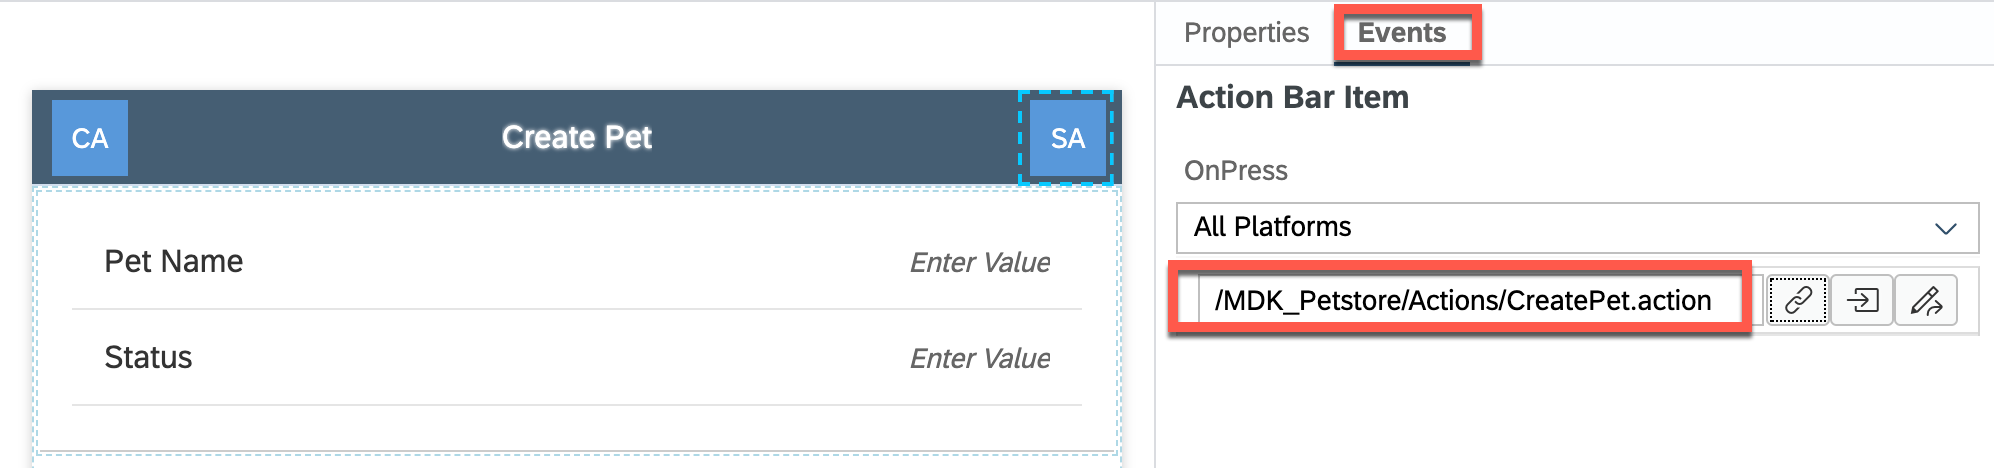 CA
Create Pet
SA
Pet Name
Enter Value
Status
Enter Value
Properties
Events
Action Bar Item
OnPress
All Platforms
/MDK_Petstore/Actions/CreatePet.action